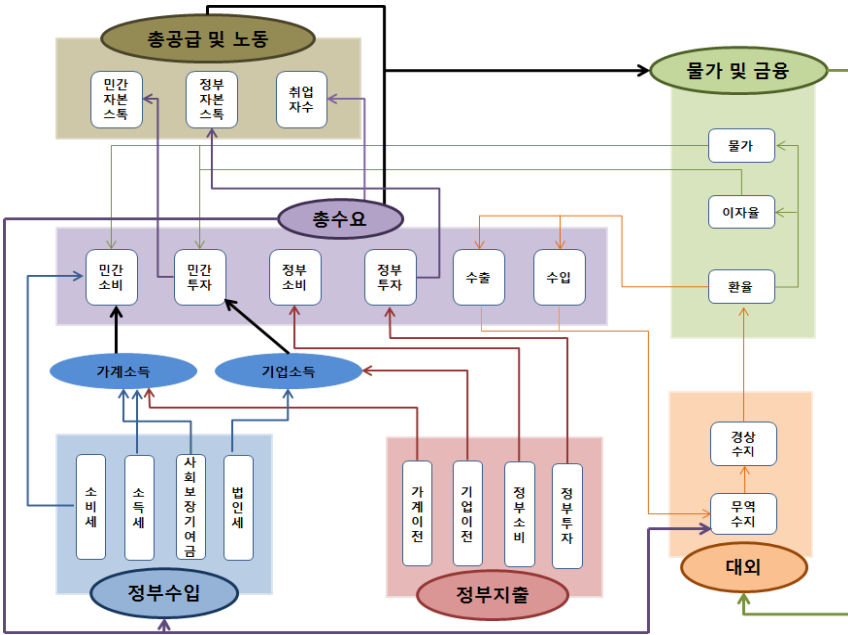 총공급 및 노동
민간
자본
스톡
정부
자본
스톡
취업
자수
물가 및 금융
물가
이자율
환율
총수요
민간
소비
민간
투자
정부
소비
정부
투자
수출
수입
가계소득
기업소득
소비세
소득세
사회보장기여금
법인세
정부수입
가계이전
기업이전
정부소비
정부투자
정부지출
경상
수지
무역
수지
대외